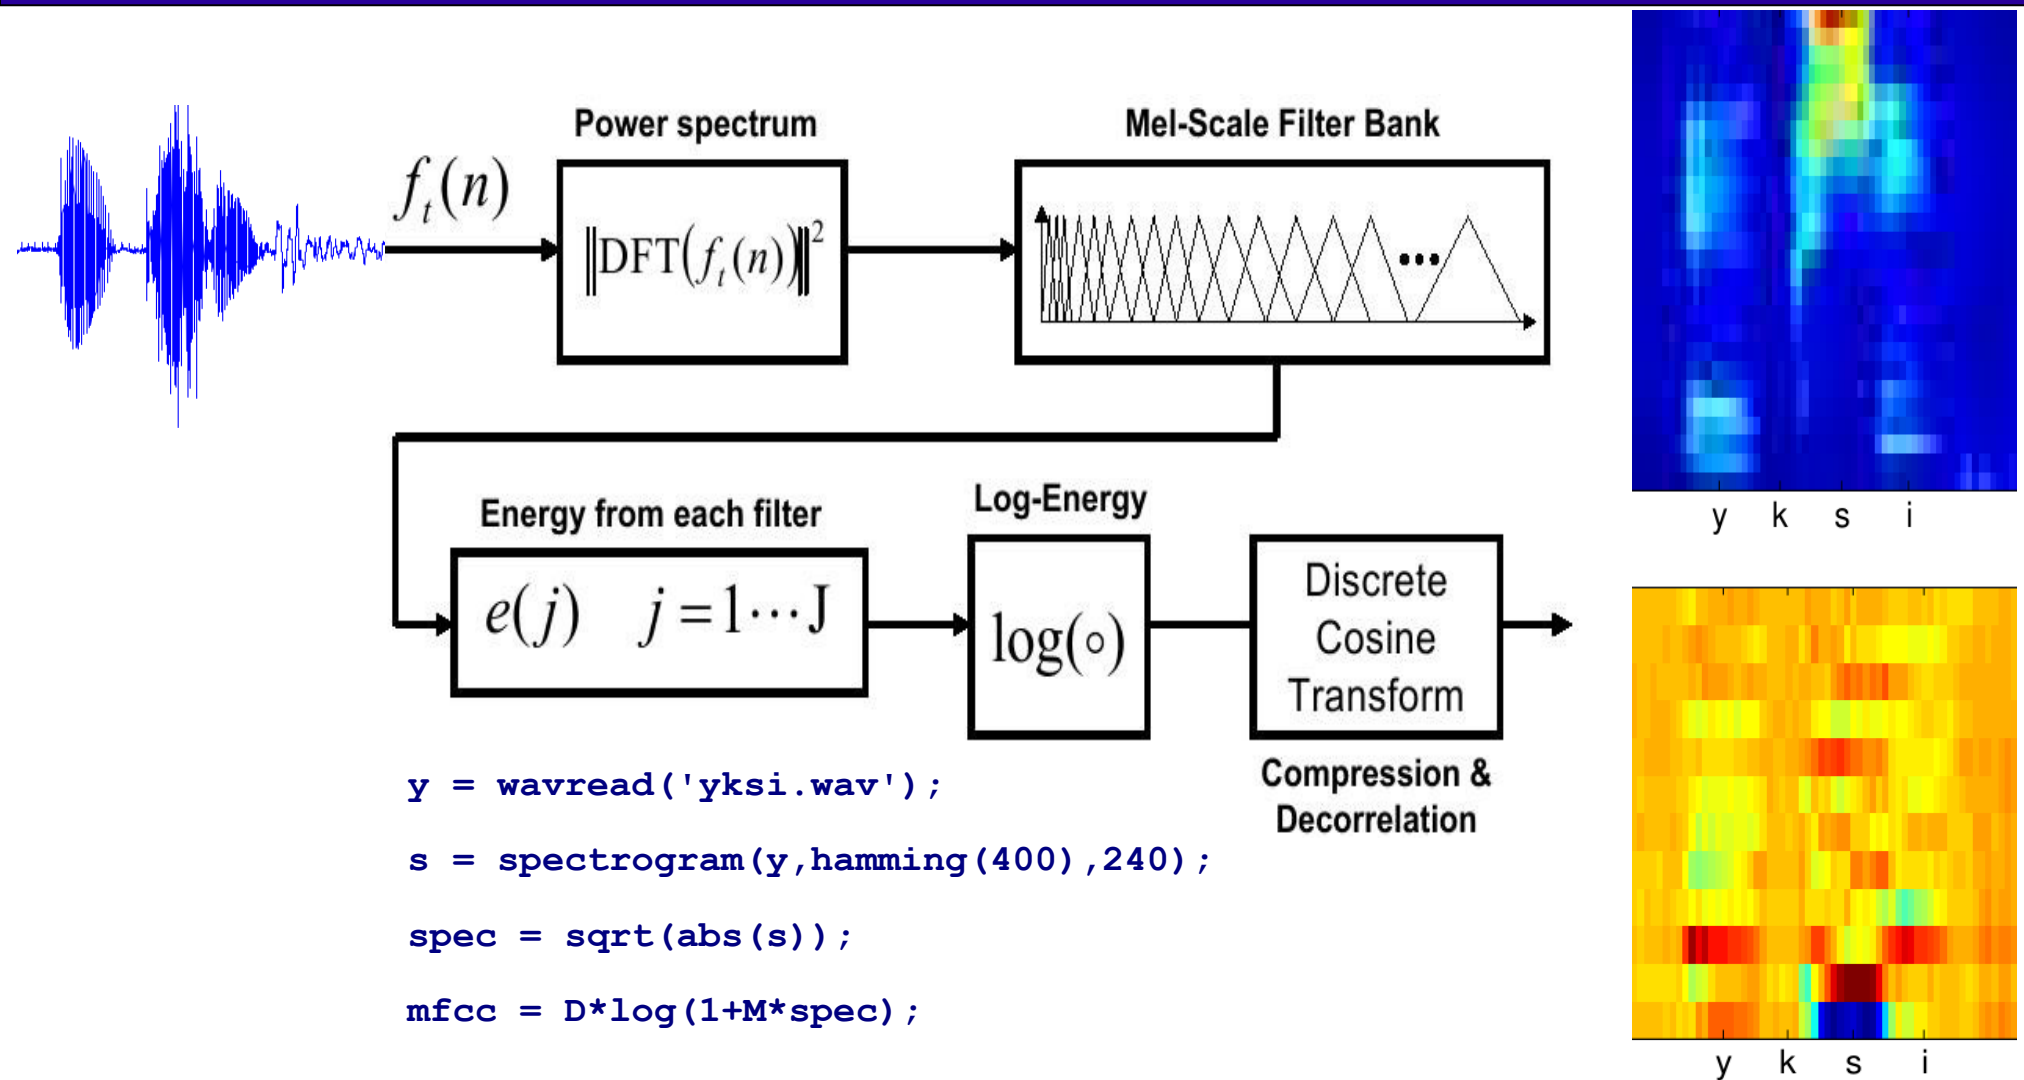 Power spectrum
Mel-Scale Filter Bank
f_t(n)
‖DFT(f_t(n))‖²
•••
y k s i
Energy from each filter
Log-Energy
e(j) j = 1⋯J
log(∘)
Discrete
Cosine
Transform
Compression &
Decorrelation
y = wavread('yksi.wav');
s = spectrogram(y,hamming(400),240);
spec = sqrt(abs(s));
mfcc = D*log(1+M*spec);
y k s i